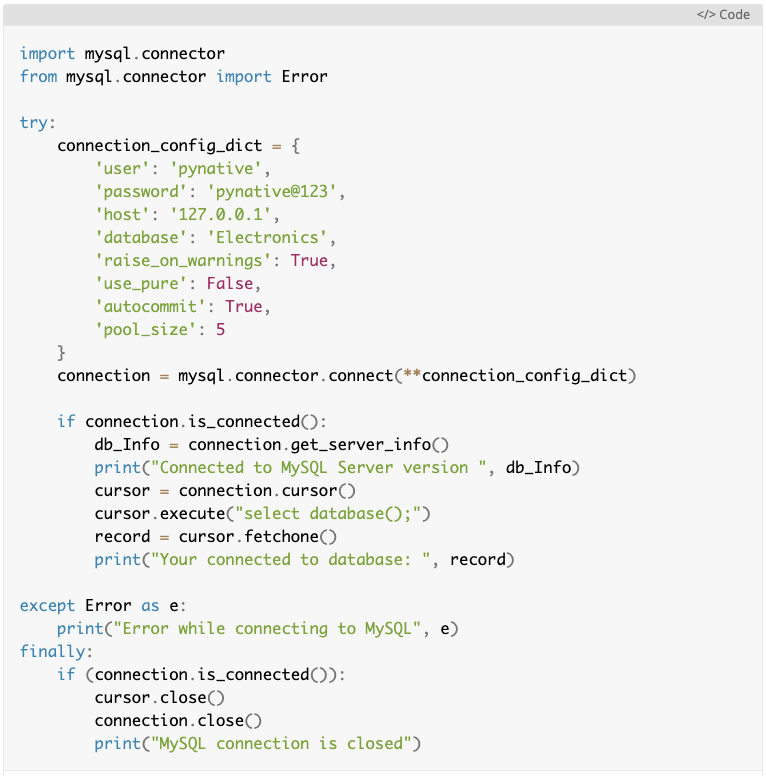 </> Code
import mysql.connector
from mysql.connector import Error
try:
    connection_config_dict = {
        'user': 'pynative',
        'password': 'pynative@123',
        'host': '127.0.0.1',
        'database': 'Electronics',
        'raise_on_warnings': True,
        'use_pure': False,
        'autocommit': True,
        'pool_size': 5
    }
    connection = mysql.connector.connect(**connection_config_dict)
    if connection.is_connected():
        db_Info = connection.get_server_info()
        print("Connected to MySQL Server version ", db_Info)
        cursor = connection.cursor()
        cursor.execute("select database();")
        record = cursor.fetchone()
        print("Your connected to database: ", record)
except Error as e:
    print("Error while connecting to MySQL", e)
finally:
    if (connection.is_connected()):
        cursor.close()
        connection.close()
        print("MySQL connection is closed")